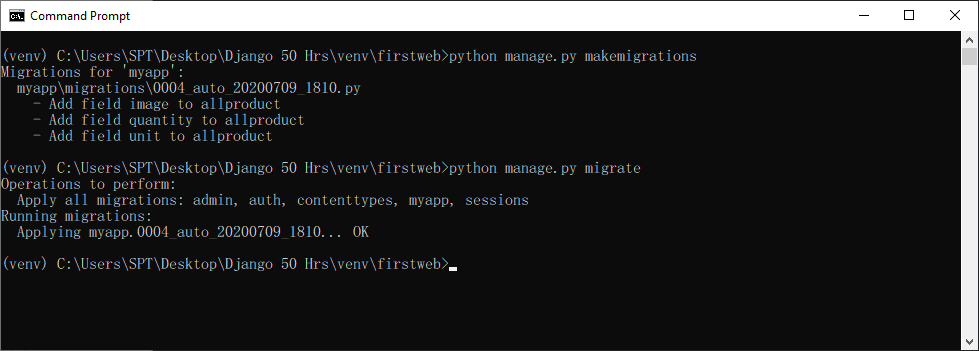 Command Prompt
(venv) C:\Users\SPT\Desktop\Django 50 Hrs\venv\firstweb>python manage.py makemigrations
Migrations for 'myapp':
  myapp\migrations\0004_auto_20200709_1810.py
    - Add field image to allproduct
    - Add field quantity to allproduct
    - Add field unit to allproduct
(venv) C:\Users\SPT\Desktop\Django 50 Hrs\venv\firstweb>python manage.py migrate
Operations to perform:
  Apply all migrations: admin, auth, contenttypes, myapp, sessions
Running migrations:
  Applying myapp.0004_auto_20200709_1810... OK
(venv) C:\Users\SPT\Desktop\Django 50 Hrs\venv\firstweb>